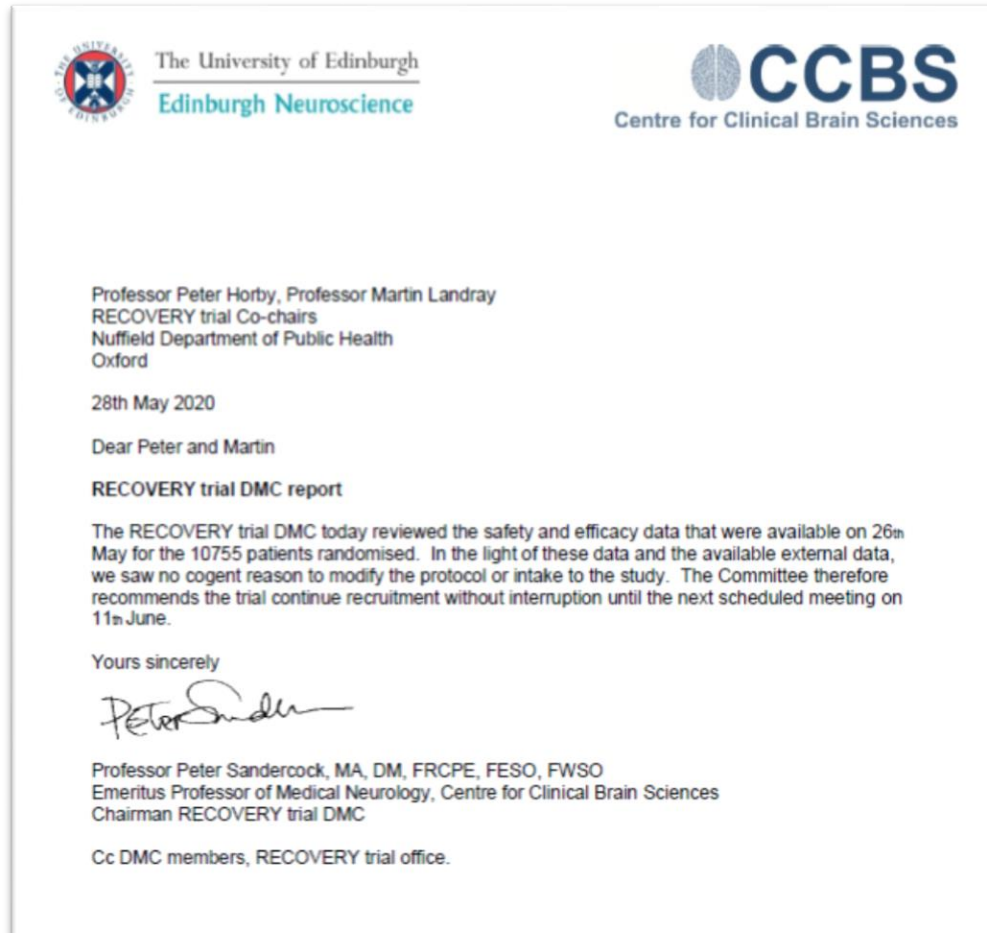 The University of Edinburgh
Edinburgh Neuroscience
CCBS
Centre for Clinical Brain Sciences
Professor Peter Horby, Professor Martin Landray
RECOVERY trial Co-chairs
Nuffield Department of Public Health
Oxford
28th May 2020
Dear Peter and Martin
RECOVERY trial DMC report
The RECOVERY trial DMC today reviewed the safety and efficacy data that were available on 26th
May for the 10755 patients randomised. In the light of these data and the available external data,
we saw no cogent reason to modify the protocol or intake to the study. The Committee therefore
recommends the trial continue recruitment without interruption until the next scheduled meeting on
11th June.
Yours sincerely
Professor Peter Sandercock, MA, DM, FRCPE, FESO, FWSO
Emeritus Professor of Medical Neurology, Centre for Clinical Brain Sciences
Chairman RECOVERY trial DMC
Cc DMC members, RECOVERY trial office.